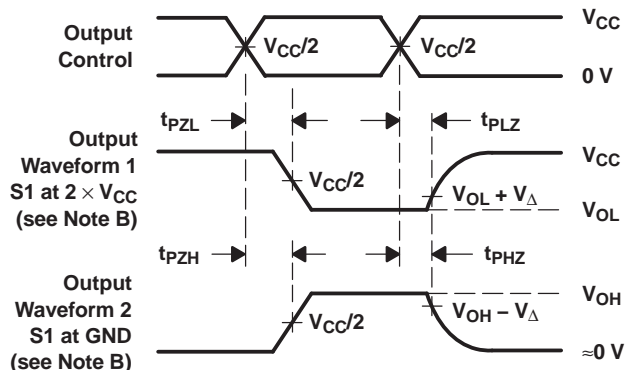 Output
Control
V_CC/2
V_CC/2
V_CC
0 V
t_PZL
t_PLZ
Output
Waveform 1
S1 at 2 × V_CC
(see Note B)
V_CC/2
V_CC
V_OL + V_Δ
V_OL
t_PZH
t_PHZ
Output
Waveform 2
S1 at GND
(see Note B)
V_CC/2
V_OH
V_OH − V_Δ
≈0 V